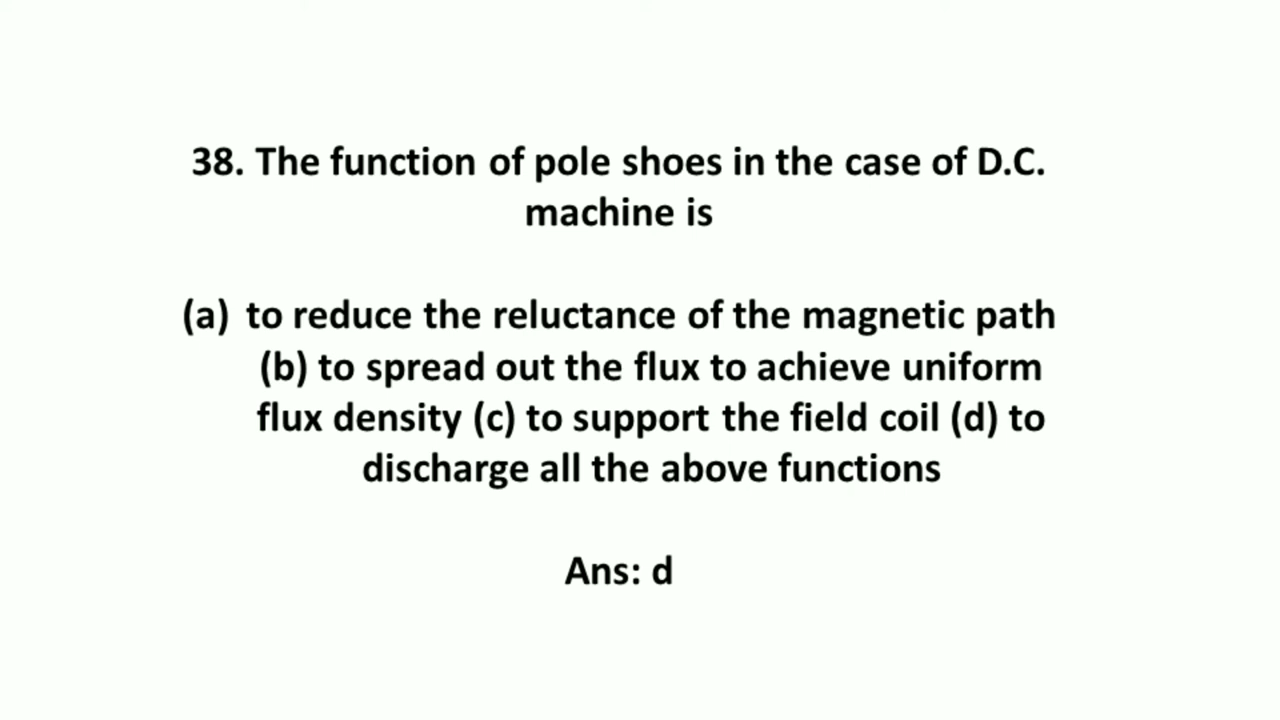 38. The function of pole shoes in the case of D.C.
machine is
(a) to reduce the reluctance of the magnetic path
(b) to spread out the flux to achieve uniform
flux density (c) to support the field coil (d) to
discharge all the above functions
Ans: d